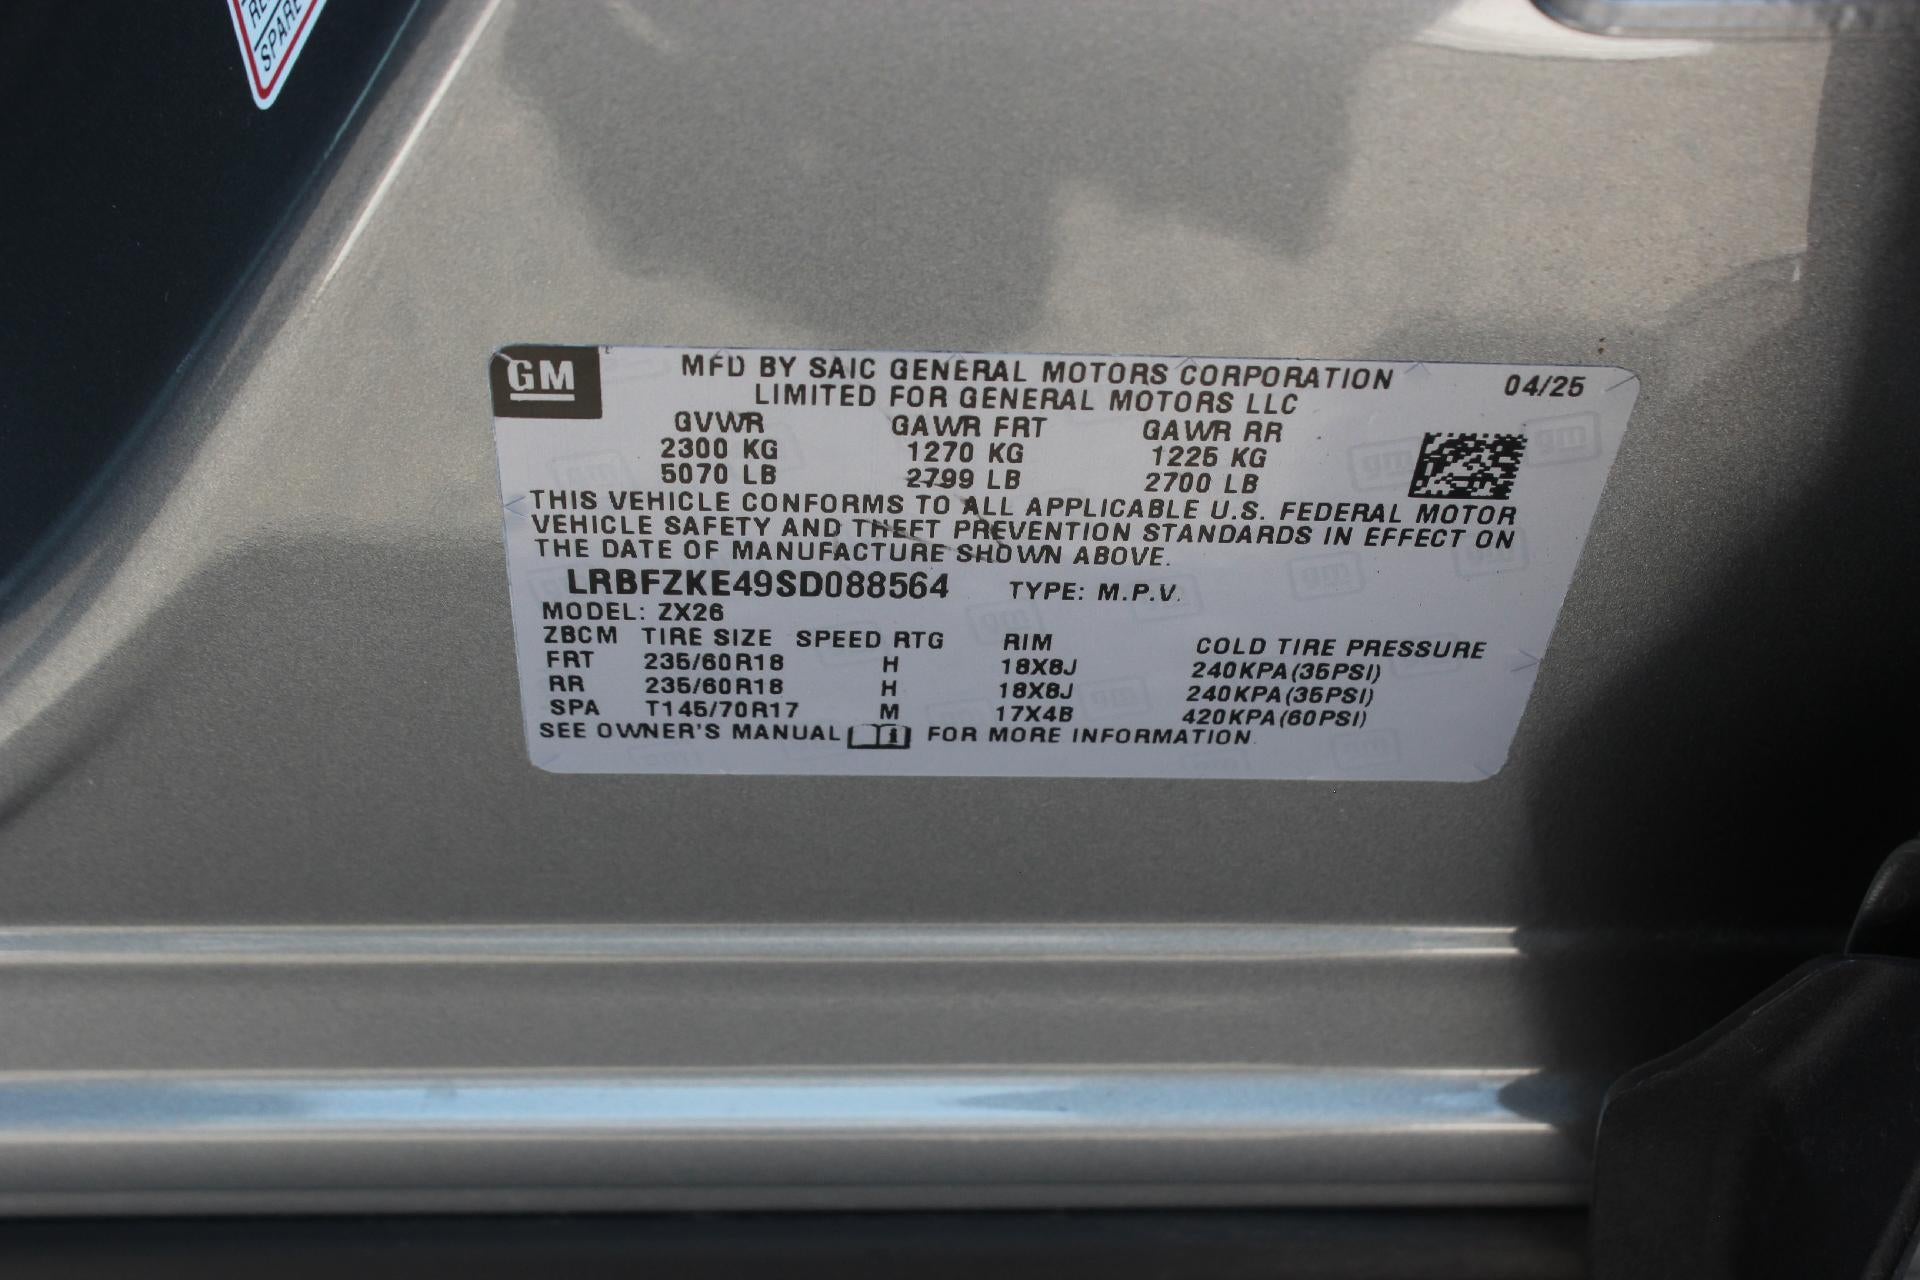 SPARE
GM
MFD BY SAIC GENERAL MOTORS CORPORATION 04/25
LIMITED FOR GENERAL MOTORS LLC
GVWR GAWR FRT GAWR RR
2300 KG 1270 KG 1225 KG
5070 LB 2799 LB 2700 LB
THIS VEHICLE CONFORMS TO ALL APPLICABLE U.S. FEDERAL MOTOR
VEHICLE SAFETY AND THEFT PREVENTION STANDARDS IN EFFECT ON
THE DATE OF MANUFACTURE SHOWN ABOVE.
LRBFZKE49SD088564 TYPE: M.P.V.
MODEL: ZX26
ZBCM TIRE SIZE SPEED RTG RIM COLD TIRE PRESSURE
FRT 235/60R18 H 18X8J 240KPA(35PSI)
RR 235/60R18 H 18X8J 240KPA(35PSI)
SPA T145/70R17 M 17X4B 420KPA(60PSI)
SEE OWNER'S MANUAL i FOR MORE INFORMATION.